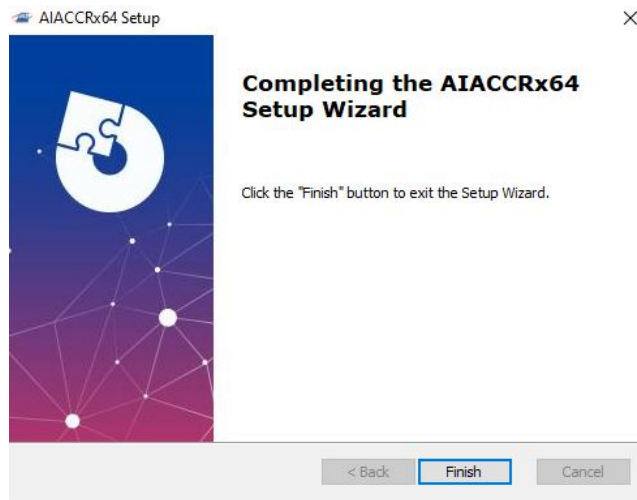 AIACCRx64 Setup
Completing the AIACCRx64
Setup Wizard
Click the "Finish" button to exit the Setup Wizard.
< Back
Finish
Cancel